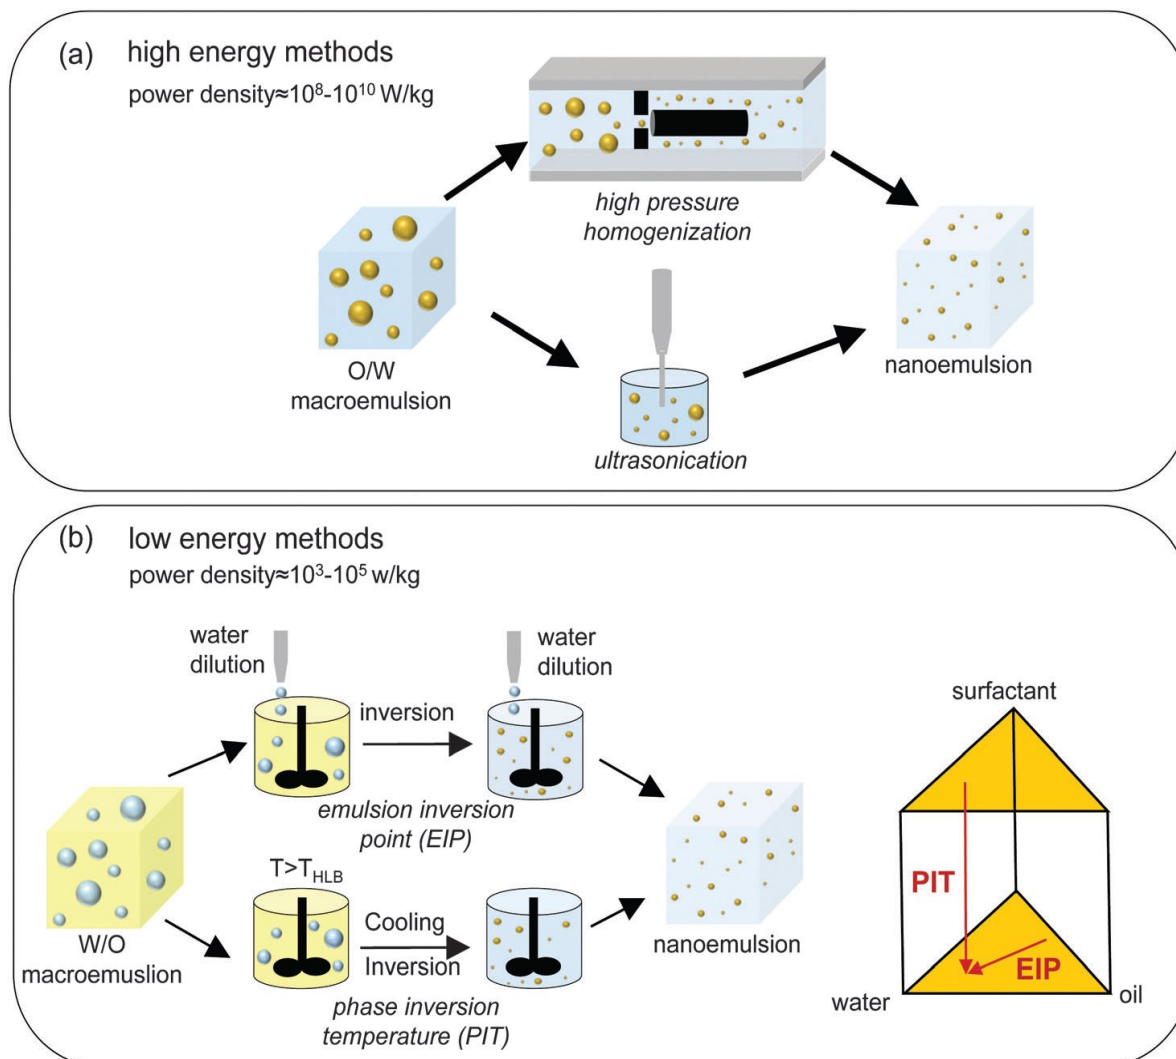 (a) high energy methods
power density≈10⁸-10¹⁰ W/kg
high pressure
homogenization
O/W
macroemulsion
nanoemulsion
ultrasonication
(b) low energy methods
power density≈10³-10⁵ w/kg
water
dilution
water
dilution
inversion
emulsion inversion
point (EIP)
T>T_HLB
Cooling
Inversion
W/O
macroemuslion
phase inversion
temperature (PIT)
nanoemulsion
surfactant
PIT
EIP
water
oil